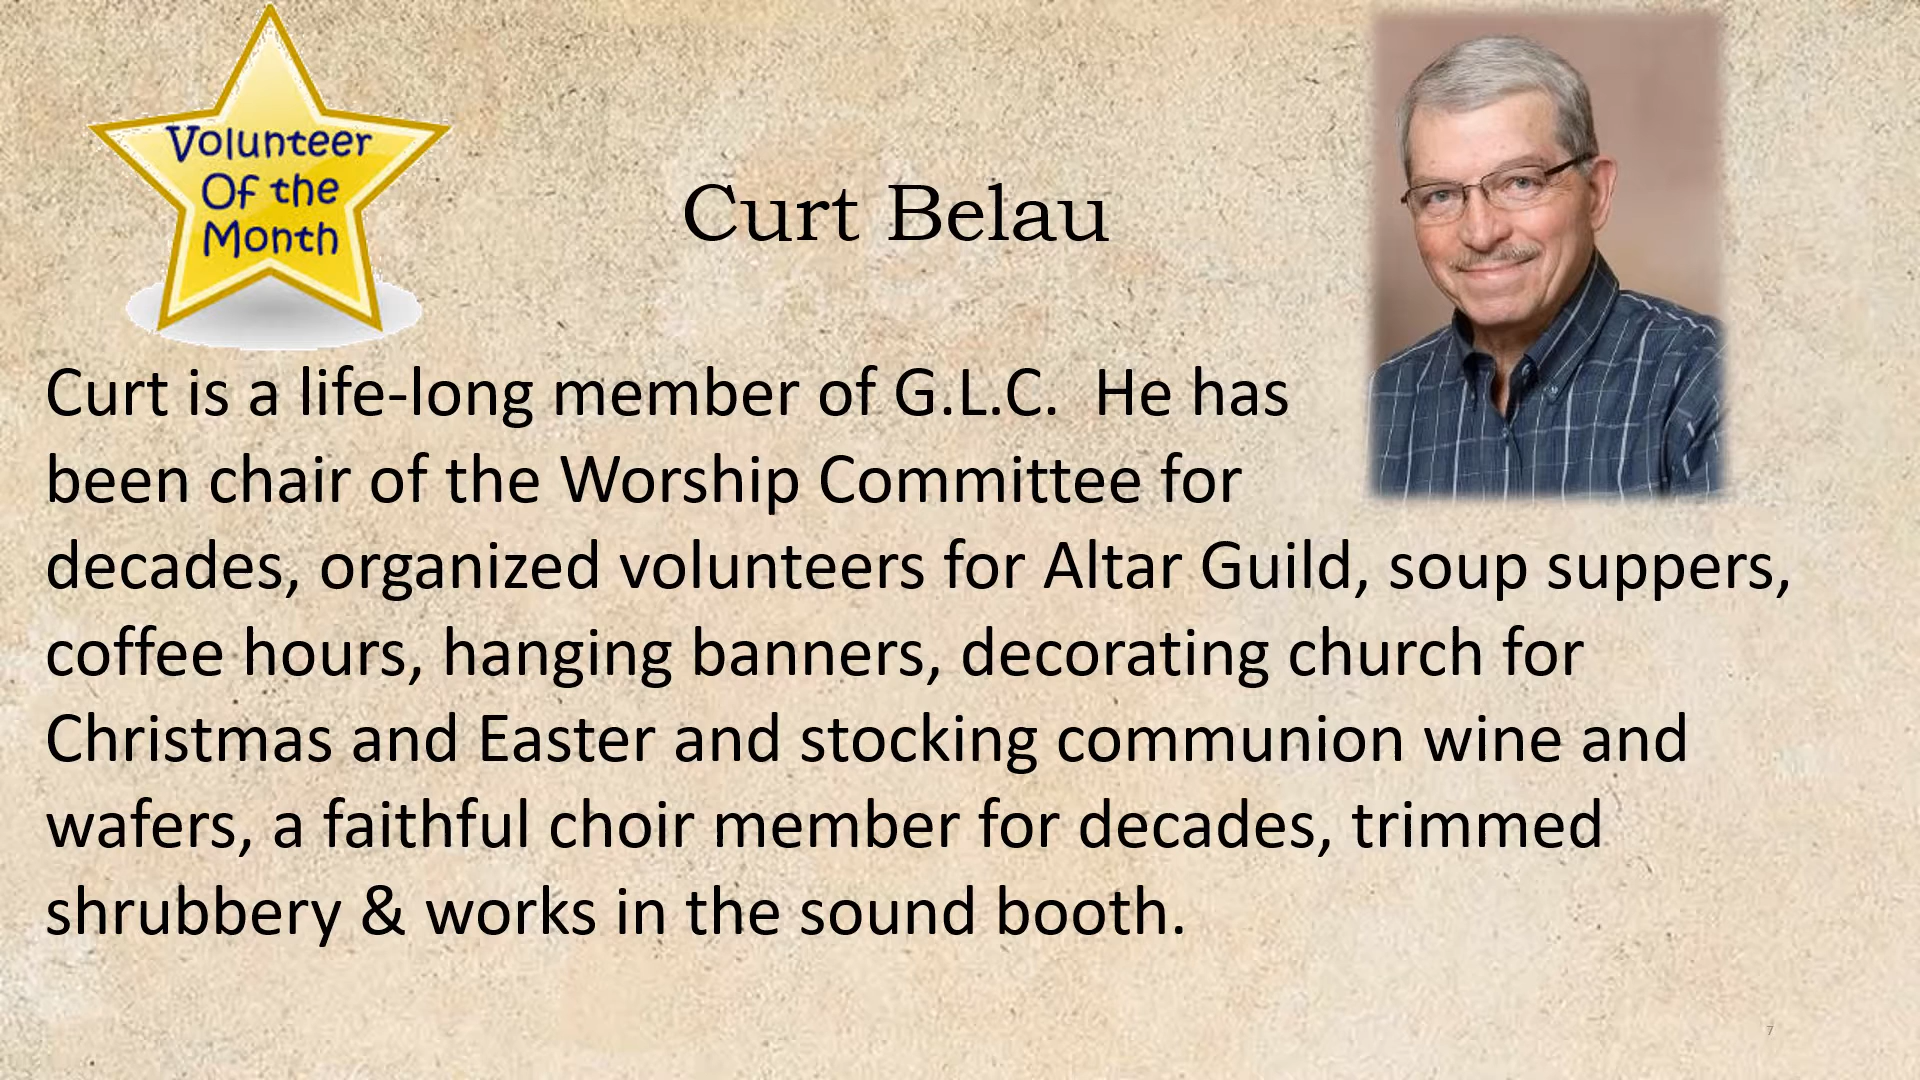 Volunteer
Of the
Month
Curt Belau
Curt is a life-long member of G.L.C.  He has
been chair of the Worship Committee for
decades, organized volunteers for Altar Guild, soup suppers,
coffee hours, hanging banners, decorating church for
Christmas and Easter and stocking communion wine and
wafers, a faithful choir member for decades, trimmed
shrubbery & works in the sound booth.
7